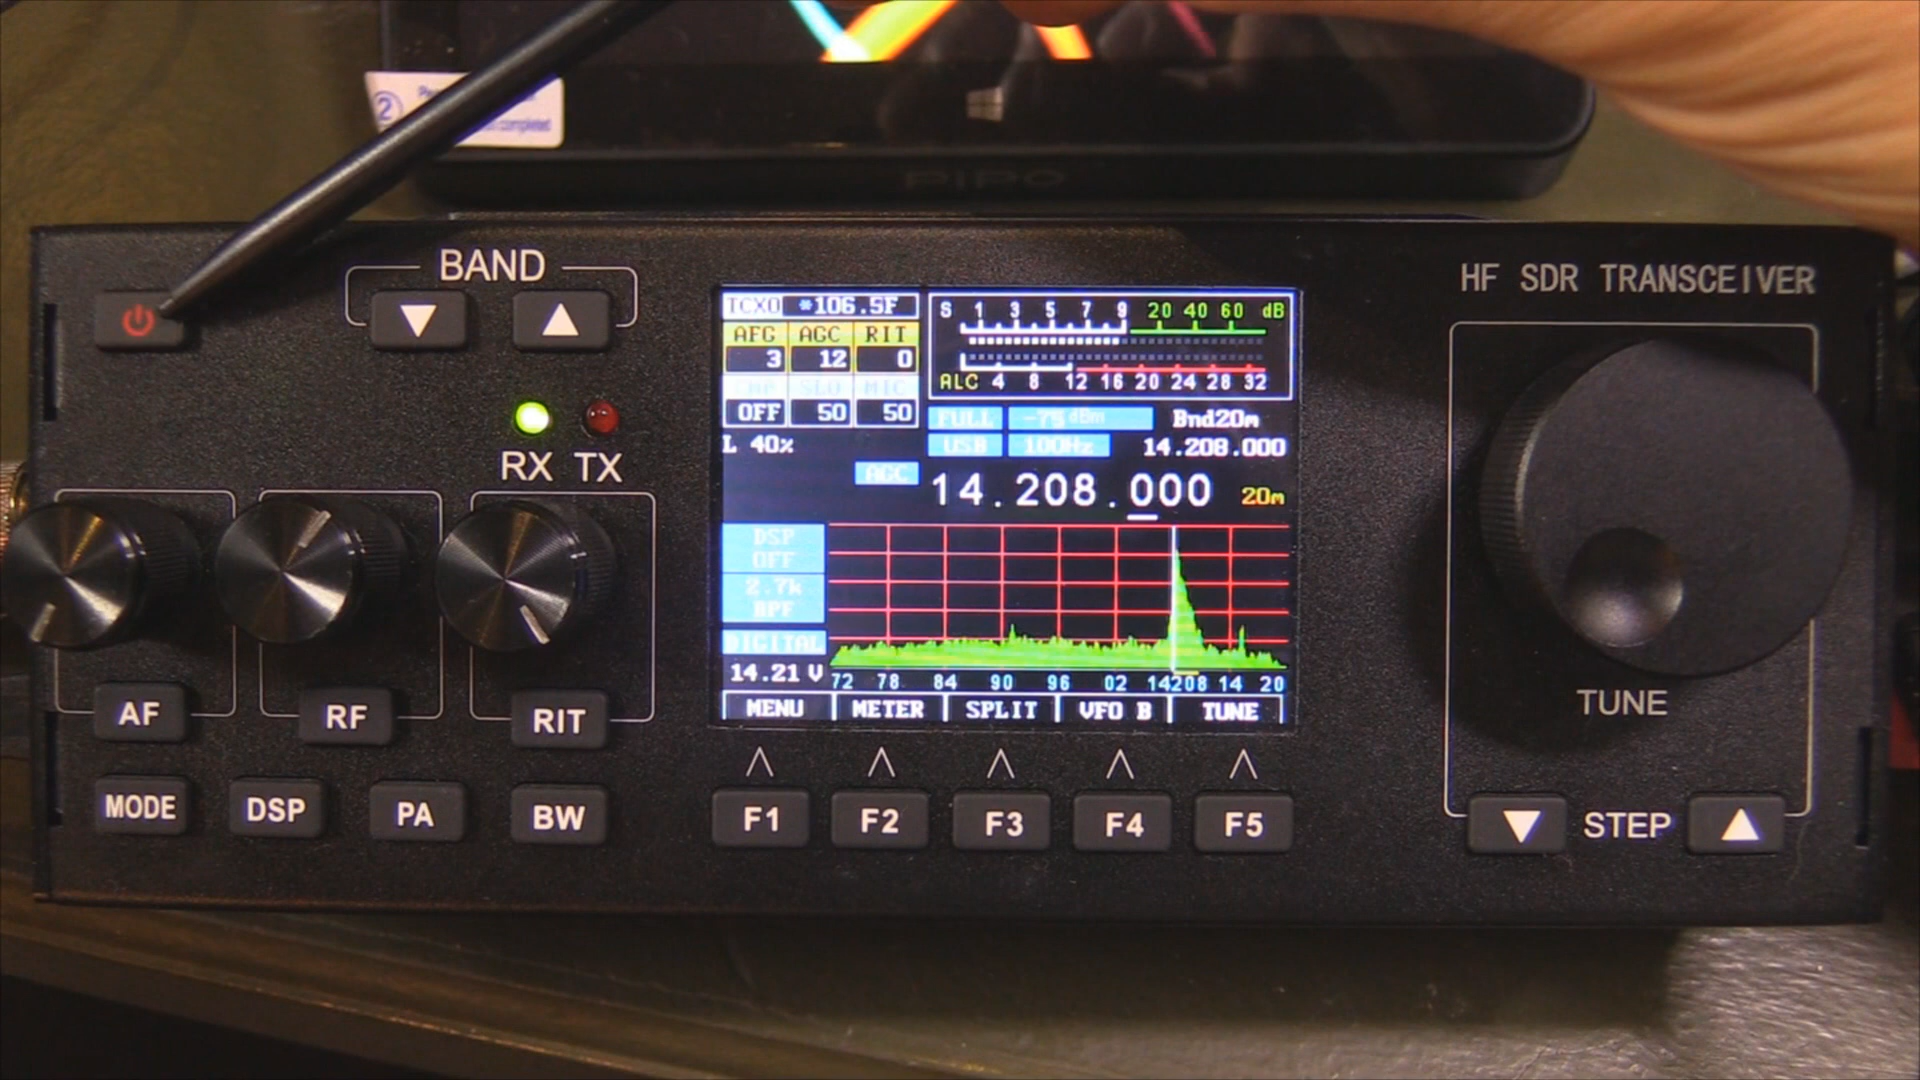 2
completed
PIPO
BAND
HF SDR TRANSCEIVER
TCXO *106.5F
AFG AGC RIT
3 12 0
CMP SLO MIC
OFF 50 50
L 40%
S 1 3 5 7 9 20 40 60 dB
ALC 4 8 12 16 20 24 28 32
FULL -75 dBm Bnd20m
USB 100Hz 14.208.000
AGC
14.208.000 20m
DSP
OFF
2.7k
BPF
DIGITAL
14.21 V
72 78 84 90 96 02 14208 14 20
MENU METER SPLIT VFO B TUNE
RX TX
AF RF RIT
MODE DSP PA BW
F1 F2 F3 F4 F5
TUNE
STEP